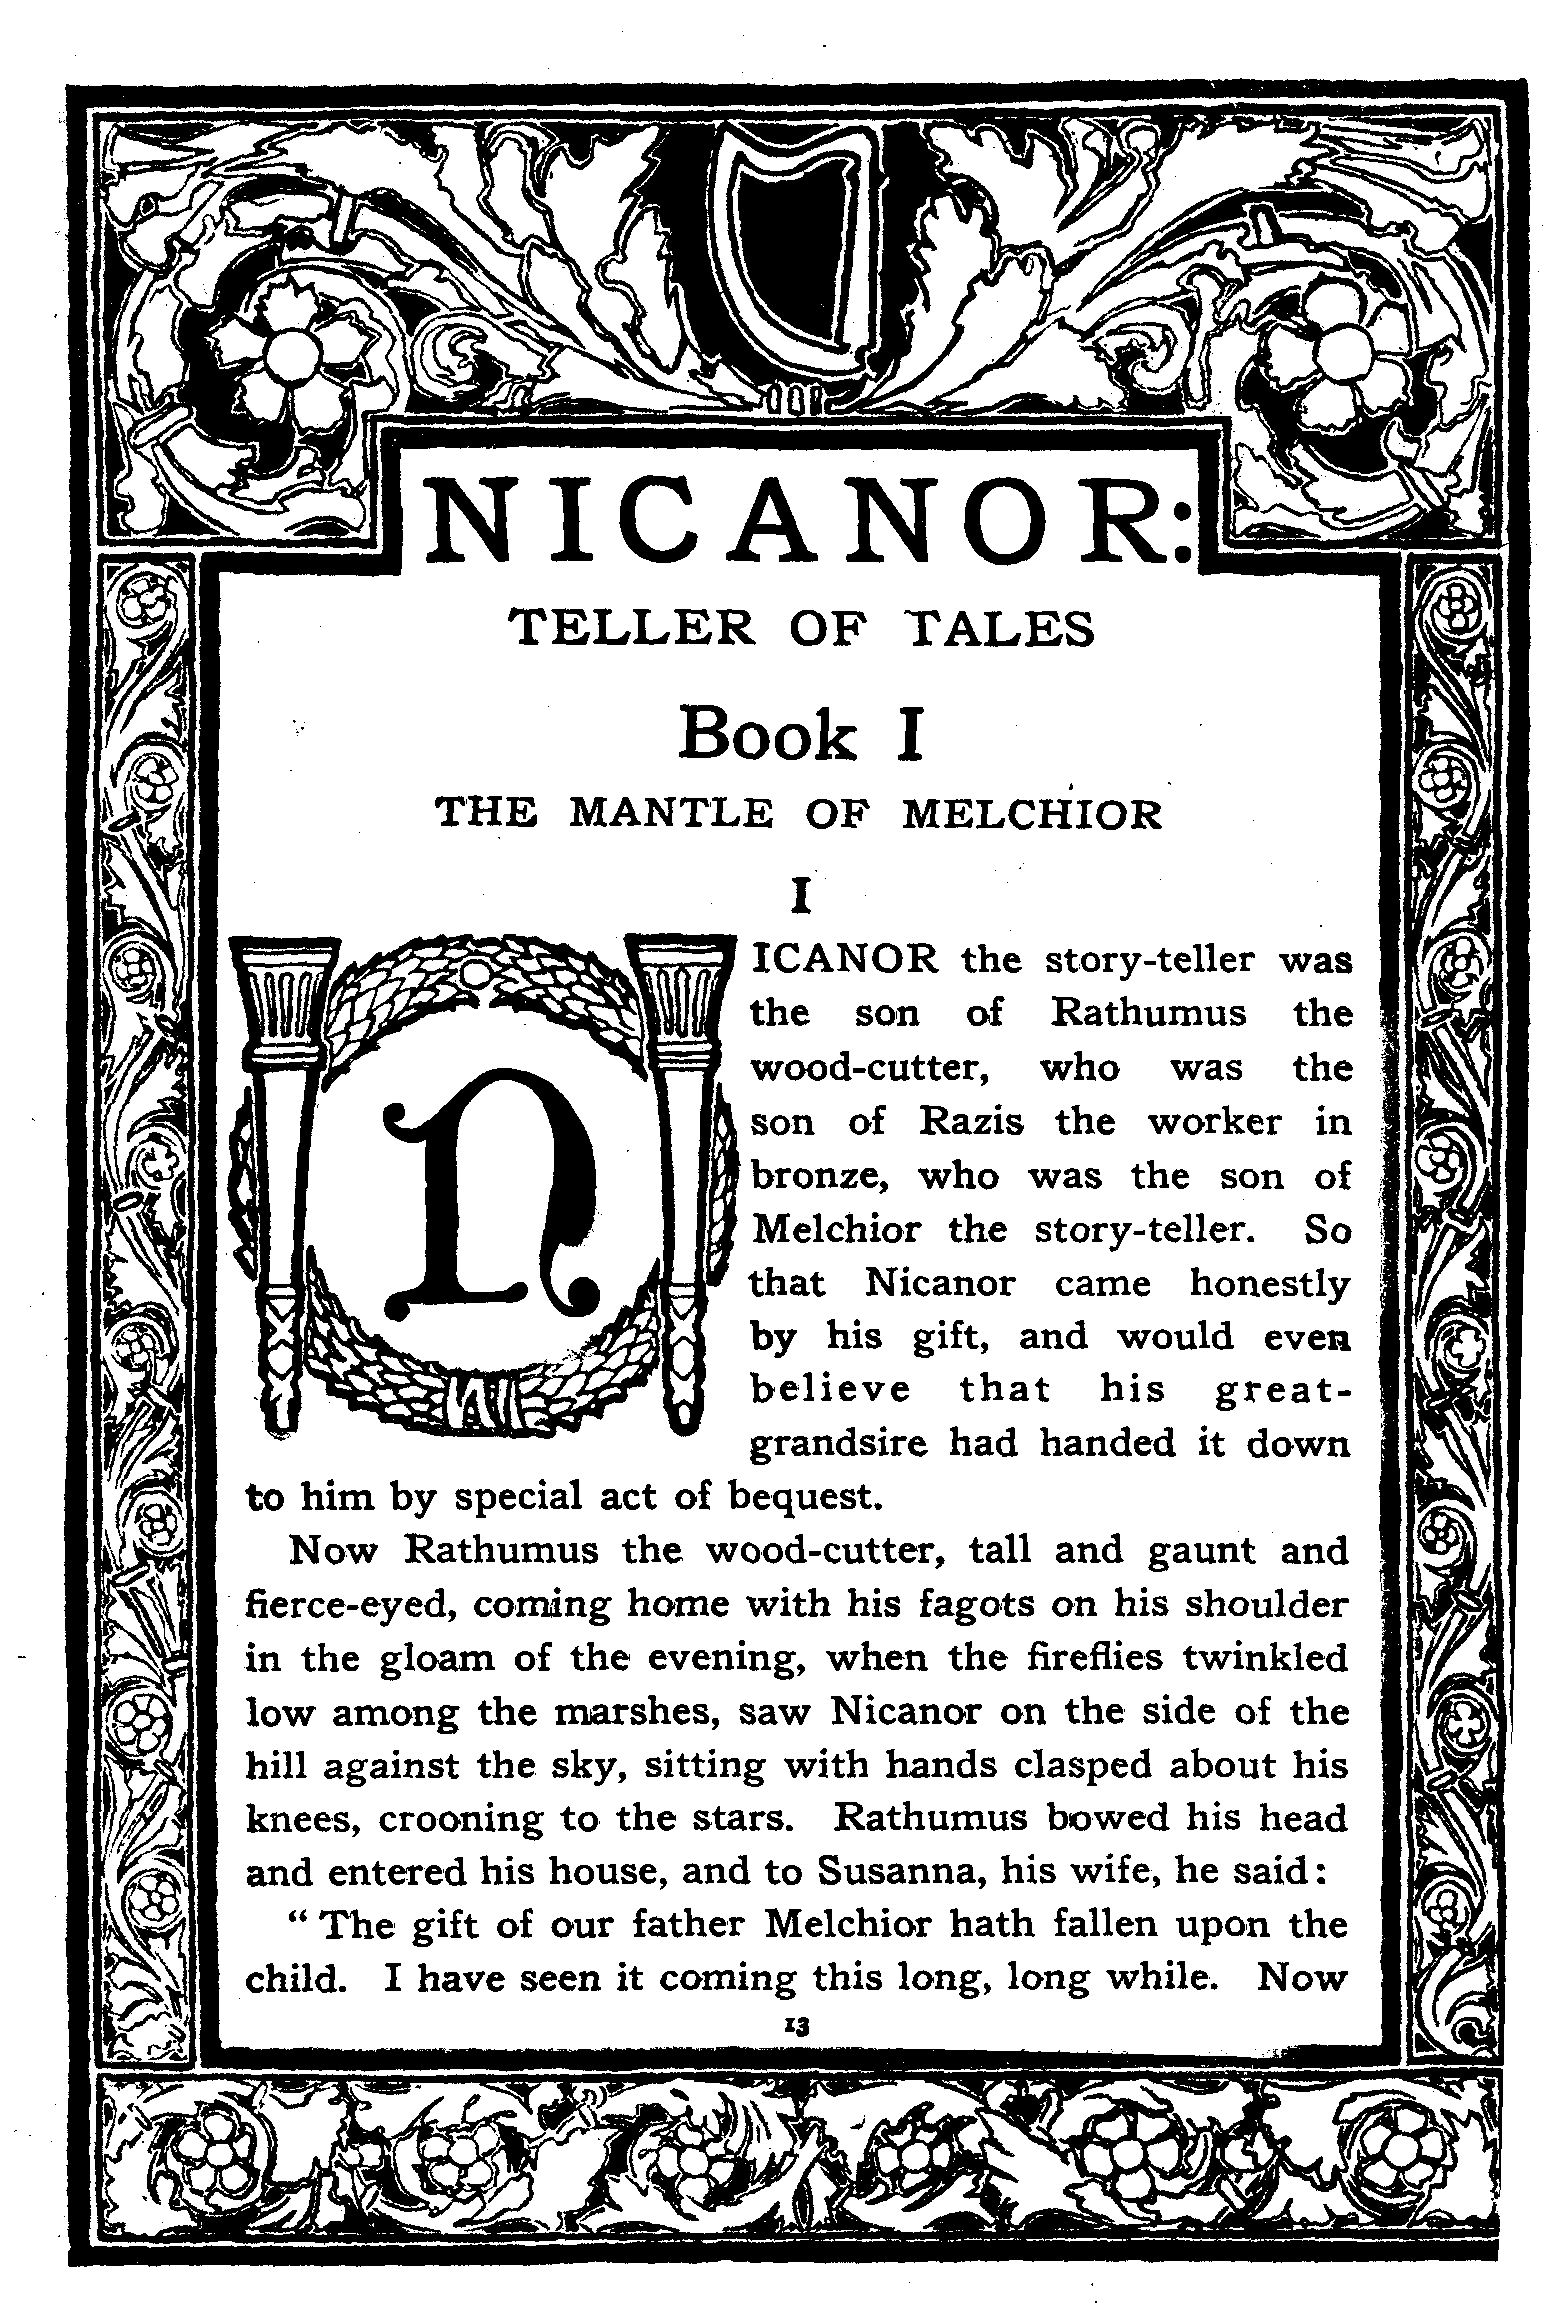 NICANOR:
TELLER OF TALES
Book I
THE MANTLE OF MELCHIOR
I
NICANOR the story-teller was
the son of Rathumus the
wood-cutter, who was the
son of Razis the worker in
bronze, who was the son of
Melchior the story-teller. So
that Nicanor came honestly
by his gift, and would even
believe that his great-
grandsire had handed it down
to him by special act of bequest.
Now Rathumus the wood-cutter, tall and gaunt and
fierce-eyed, coming home with his fagots on his shoulder
in the gloam of the evening, when the fireflies twinkled
low among the marshes, saw Nicanor on the side of the
hill against the sky, sitting with hands clasped about his
knees, crooning to the stars. Rathumus bowed his head
and entered his house, and to Susanna, his wife, he said:
“The gift of our father Melchior hath fallen upon the
child. I have seen it coming this long, long while. Now
13